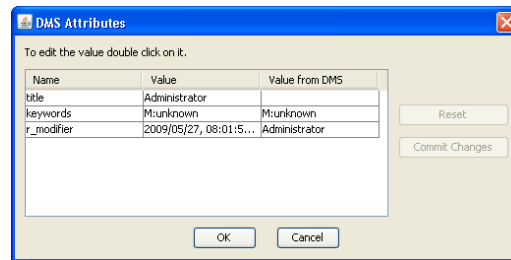 DMS Attributes
To edit the value double click on it.
Name Value Value from DMS
title Administrator
keywords M:unknown M:unknown
r_modifier 2009/05/27, 08:01:5... Administrator
Reset
Commit Changes
OK Cancel